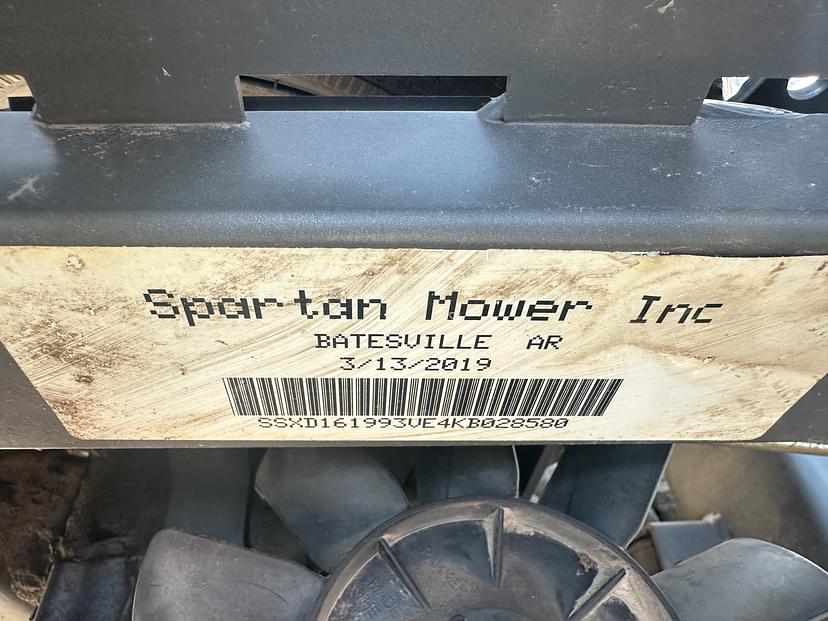 Spartan Mower Inc
BATESVILLE AR
3/13/2019
SSXD161993VE4KB028580